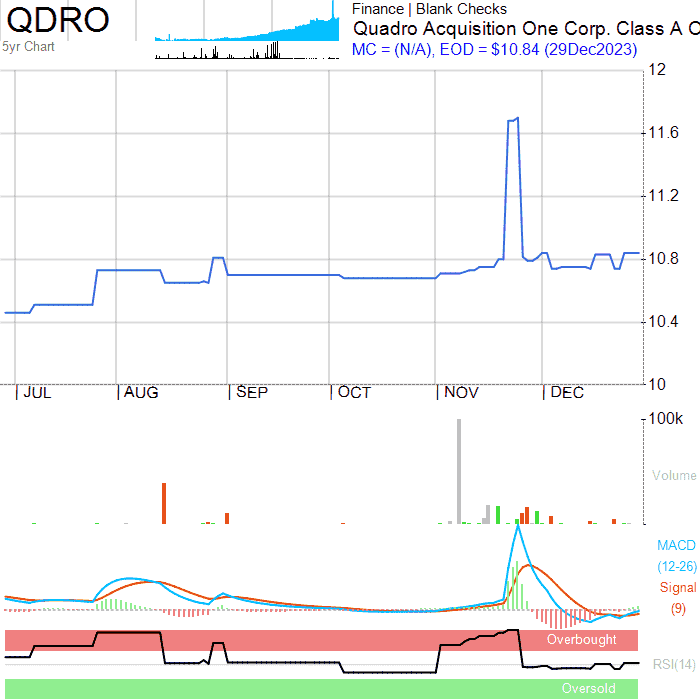 QDRO
5yr Chart
Finance | Blank Checks
Quadro Acquisition One Corp. Class A O
MC = (N/A), EOD = $10.84 (29Dec2023)
12
11.6
11.2
10.8
10.4
10
| JUL | AUG | SEP | OCT | NOV | DEC
100k
Volume
MACD
(12-26)
Signal
(9)
Overbought
RSI(14)
Oversold